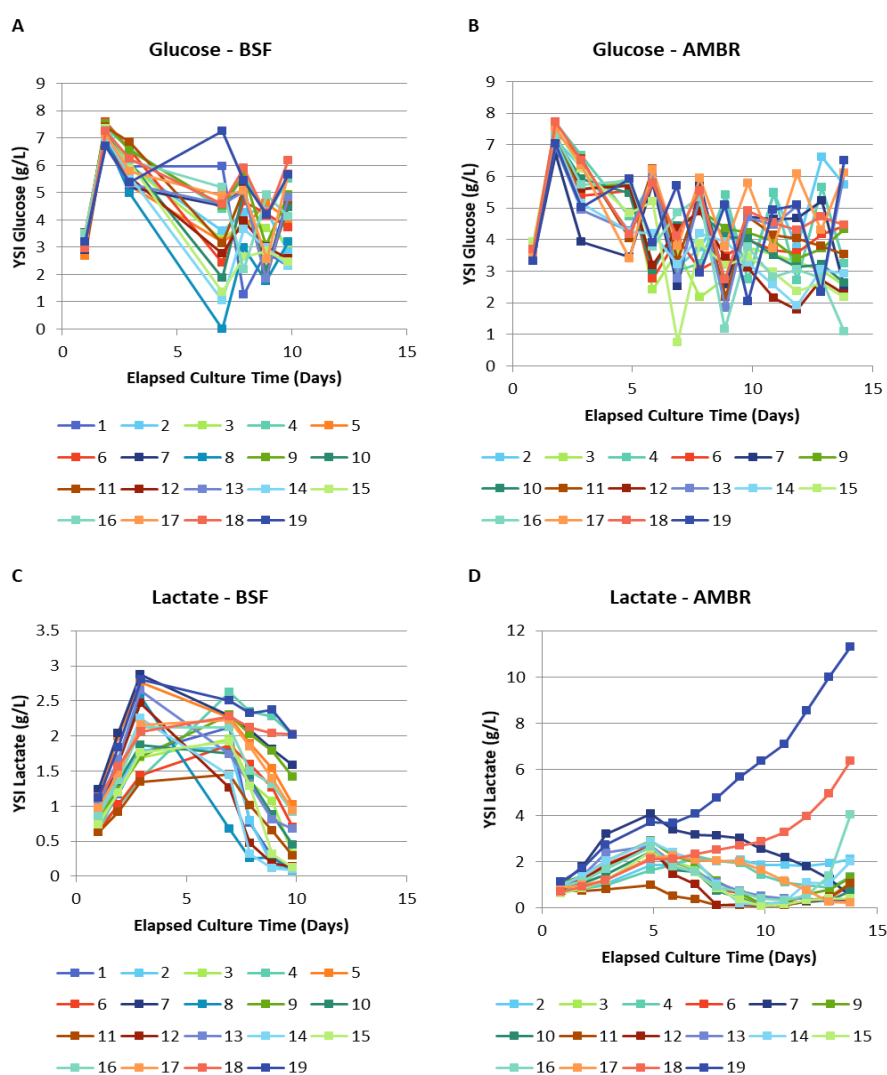 A
Glucose - BSF
YSI Glucose (g/L)
9
8
7
6
5
4
3
2
1
0
0 5 10 15
Elapsed Culture Time (Days)
1 2 3 4 5
6 7 8 9 10
11 12 13 14 15
16 17 18 19
B
Glucose - AMBR
YSI Glucose (g/L)
9
8
7
6
5
4
3
2
1
0
0 5 10 15
Elapsed Culture Time (Days)
2 3 4 6 7 9
10 11 12 13 14 15
16 17 18 19
C
Lactate - BSF
YSI Lactate (g/L)
3.5
3
2.5
2
1.5
1
0.5
0
0 5 10 15
Elapsed Culture Time (Days)
1 2 3 4 5
6 7 8 9 10
11 12 13 14 15
16 17 18 19
D
Lactate - AMBR
YSI Lactate (g/L)
12
10
8
6
4
2
0
0 5 10 15
Elapsed Culture Time (Days)
2 3 4 6 7 9
10 11 12 13 14 15
16 17 18 19